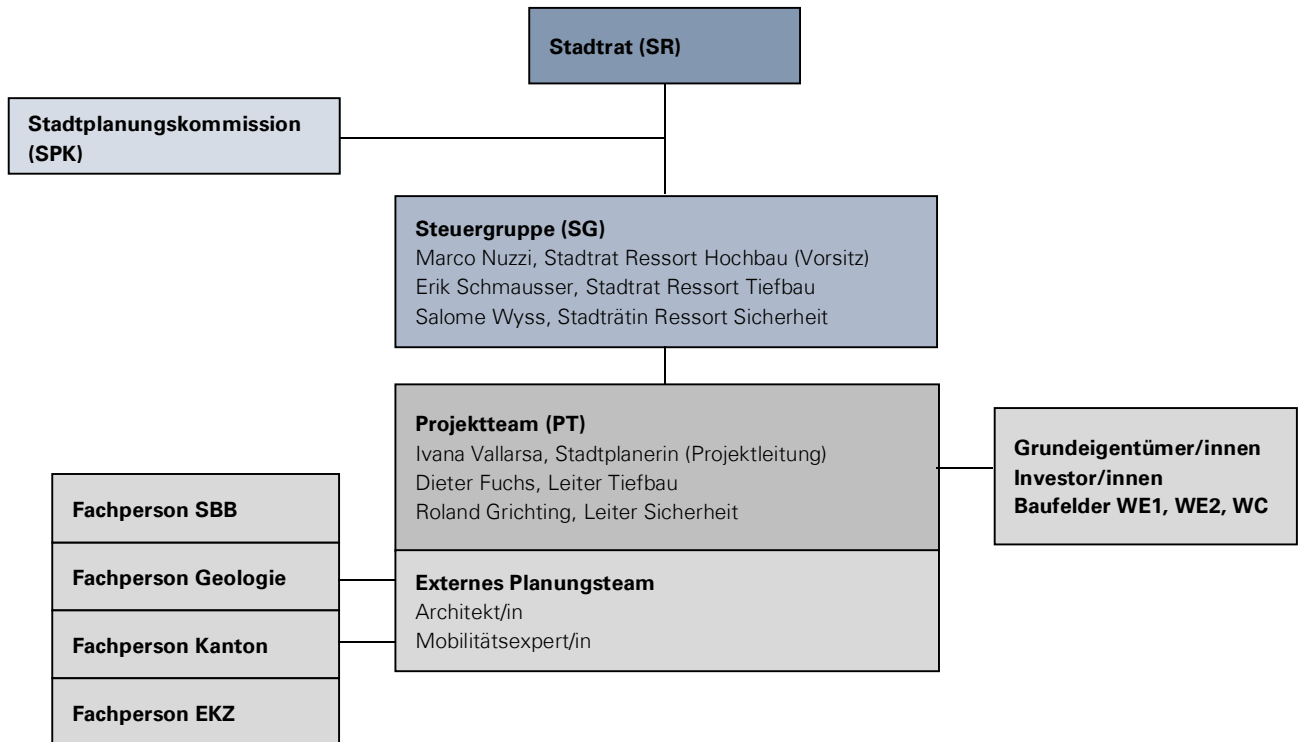 Stadtrat (SR)
Stadtplanungskommission
(SPK)
Steuergruppe (SG)
Marco Nuzzi, Stadtrat Ressort Hochbau (Vorsitz)
Erik Schmausser, Stadtrat Ressort Tiefbau
Salome Wyss, Stadträtin Ressort Sicherheit
Projektteam (PT)
Ivana Vallarsa, Stadtplanerin (Projektleitung)
Dieter Fuchs, Leiter Tiefbau
Roland Grichting, Leiter Sicherheit
Grundeigentümer/innen
Investor/innen
Baufelder WE1, WE2, WC
Fachperson SBB
Fachperson Geologie
Fachperson Kanton
Fachperson EKZ
Externes Planungsteam
Architekt/in
Mobilitätsexpert/in